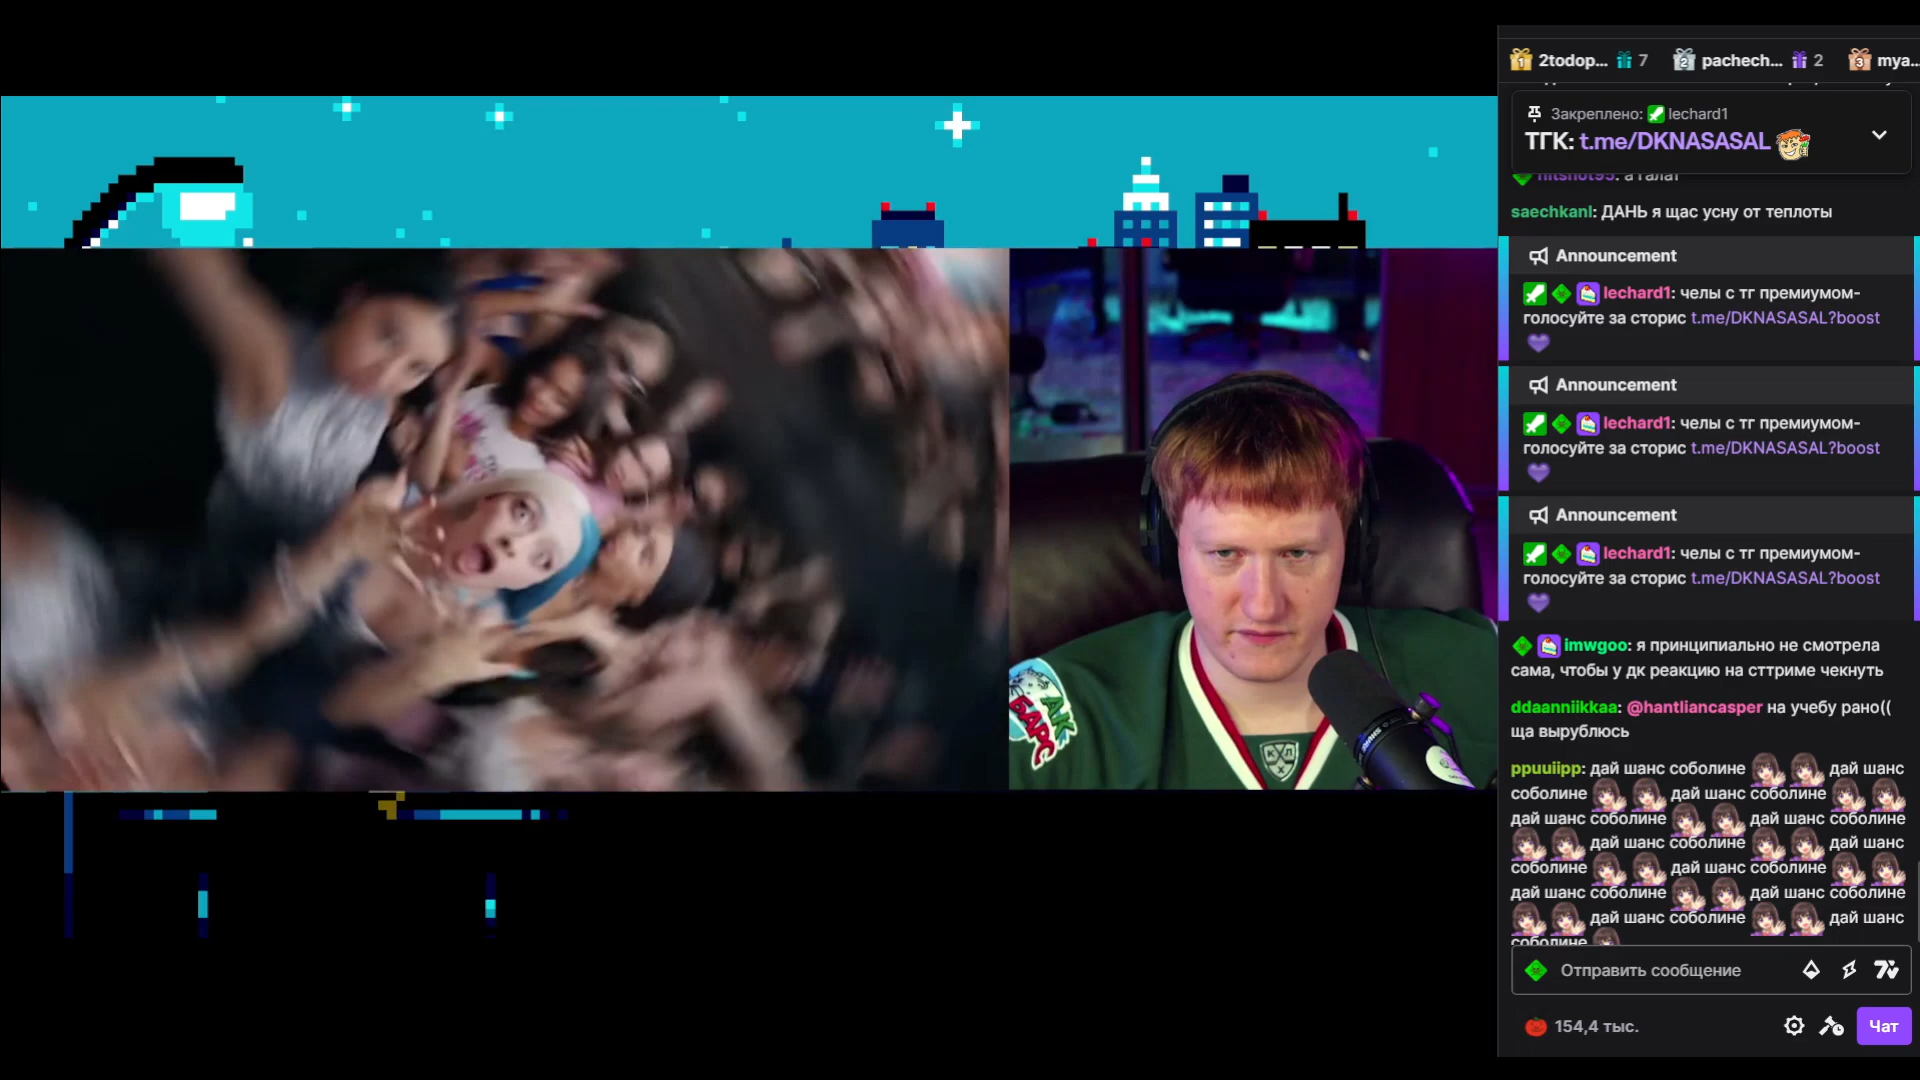 2todop... 7 pachech... 2 mya...
Закреплено: lechard1
ТГК: t.me/DKNASASAL
hitshot95: а галат
saechkanl: ДАНЬ я щас усну от теплоты
Announcement
lechard1: челы с тг премиумом-
голосуйте за сторис t.me/DKNASASAL?boost
Announcement
lechard1: челы с тг премиумом-
голосуйте за сторис t.me/DKNASASAL?boost
Announcement
lechard1: челы с тг премиумом-
голосуйте за сторис t.me/DKNASASAL?boost
imwgoo: я принципиально не смотрела
сама, чтобы у дк реакцию на сттриме чекнуть
ddaanniikkaa: @hantliancasper на учебу рано((
ща вырублюсь
ppuuiipp: дай шанс соболине дай шанс
соболине дай шанс соболине
дай шанс соболине дай шанс соболине
дай шанс соболине дай шанс
соболине дай шанс соболине
дай шанс соболине дай шанс соболине
дай шанс соболине дай шанс
соболине
Отправить сообщение
154,4 тыс.
Чат
АК
БАРС
КХЛ
SHURE